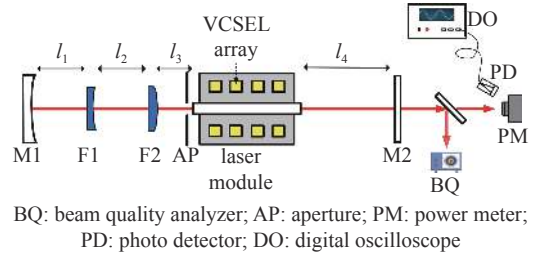 VCSEL
array
DO
l₁
l₂
l₃
l₄
PD
M1
F1
F2
AP
laser
module
M2
PM
BQ
BQ: beam quality analyzer; AP: aperture; PM: power meter;
PD: photo detector; DO: digital oscilloscope